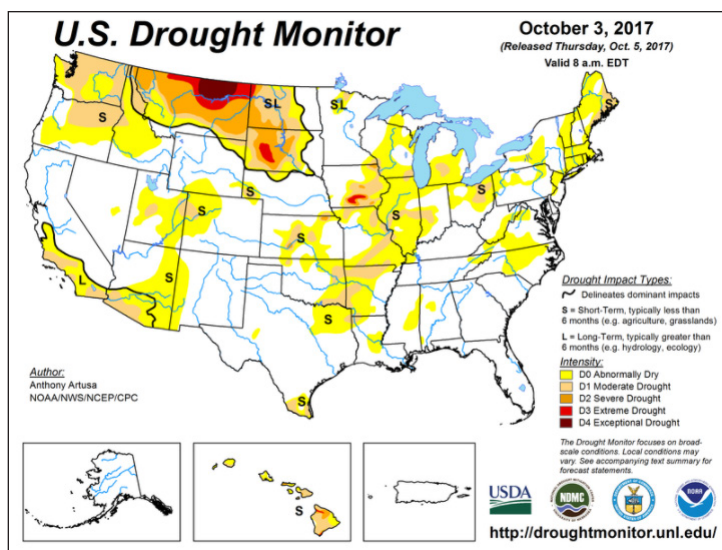 U.S. Drought Monitor
October 3, 2017
(Released Thursday, Oct. 5, 2017)
Valid 8 a.m. EDT
SL
SL
S
S
S
S
S
S
S
S
L
S
S
S
Drought Impact Types:
Delineates dominant impacts
S = Short-Term, typically less than
6 months (e.g. agriculture, grasslands)
L = Long-Term, typically greater than
6 months (e.g. hydrology, ecology)
Intensity:
D0 Abnormally Dry
D1 Moderate Drought
D2 Severe Drought
D3 Extreme Drought
D4 Exceptional Drought
Author:
Anthony Artusa
NOAA/NWS/NCEP/CPC
The Drought Monitor focuses on broad-
scale conditions. Local conditions may
vary. See accompanying text summary for
forecast statements.
S
USDA
NDMC
NOAA
http://droughtmonitor.unl.edu/